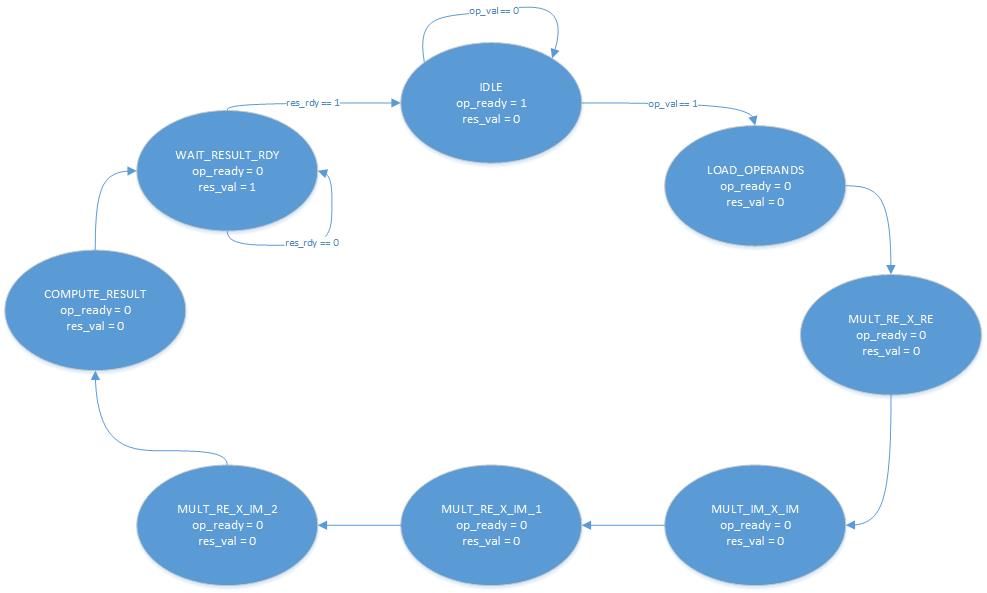 op_val == 0
IDLE
op_ready = 1
res_val = 0
res_rdy == 1
op_val == 1
WAIT_RESULT_RDY
op_ready = 0
res_val = 1
LOAD_OPERANDS
op_ready = 0
res_val = 0
res_rdy == 0
COMPUTE_RESULT
op_ready = 0
res_val = 0
MULT_RE_X_RE
op_ready = 0
res_val = 0
MULT_RE_X_IM_2
op_ready = 0
res_val = 0
MULT_RE_X_IM_1
op_ready = 0
res_val = 0
MULT_IM_X_IM
op_ready = 0
res_val = 0